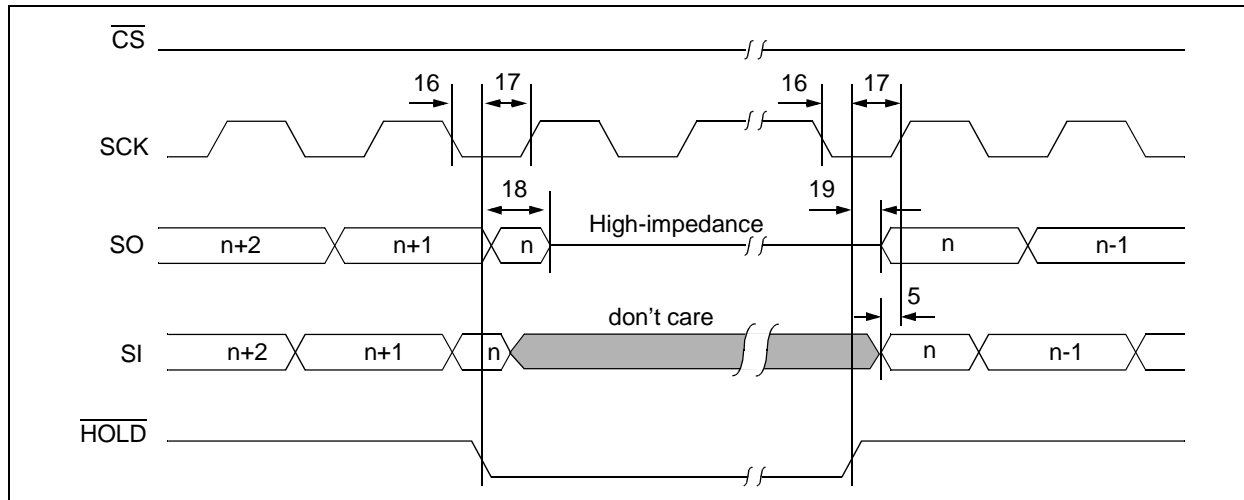 CS
16 17 16 17
SCK
18 19
High-impedance
SO n+2 n+1 n n n-1
5
don't care
SI n+2 n+1 n n n-1
HOLD